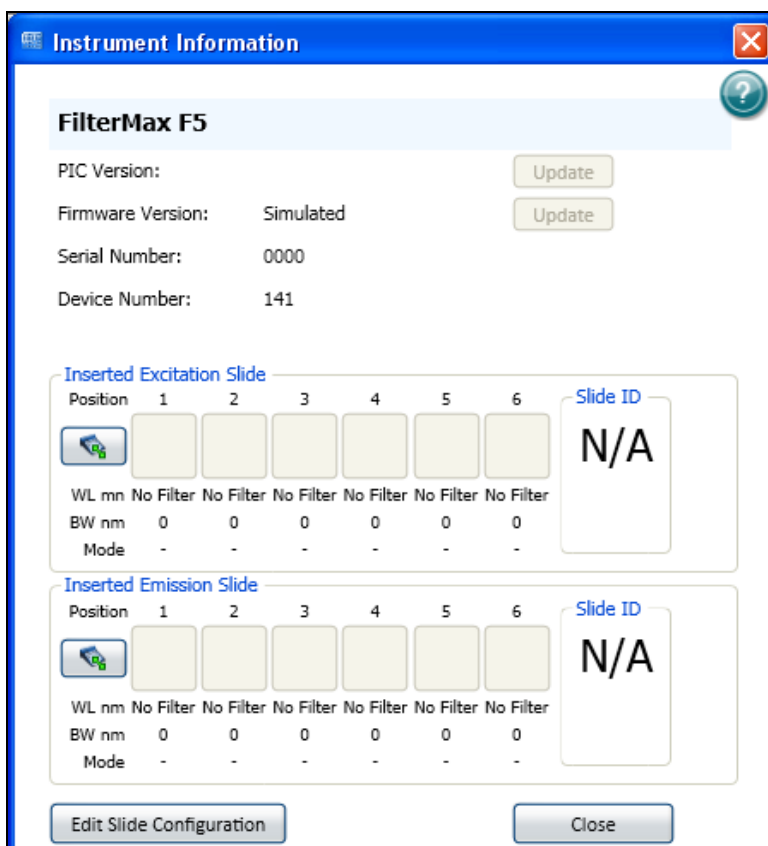 Instrument Information
?
FilterMax F5
PIC Version: Update
Firmware Version: Simulated Update
Serial Number: 0000
Device Number: 141
Inserted Excitation Slide
Position 1 2 3 4 5 6 Slide ID
N/A
WL mn No Filter No Filter No Filter No Filter No Filter No Filter
BW nm 0 0 0 0 0 0
Mode - - - - - -
Inserted Emission Slide
Position 1 2 3 4 5 6 Slide ID
N/A
WL nm No Filter No Filter No Filter No Filter No Filter No Filter
BW nm 0 0 0 0 0 0
Mode - - - - - -
Edit Slide Configuration Close